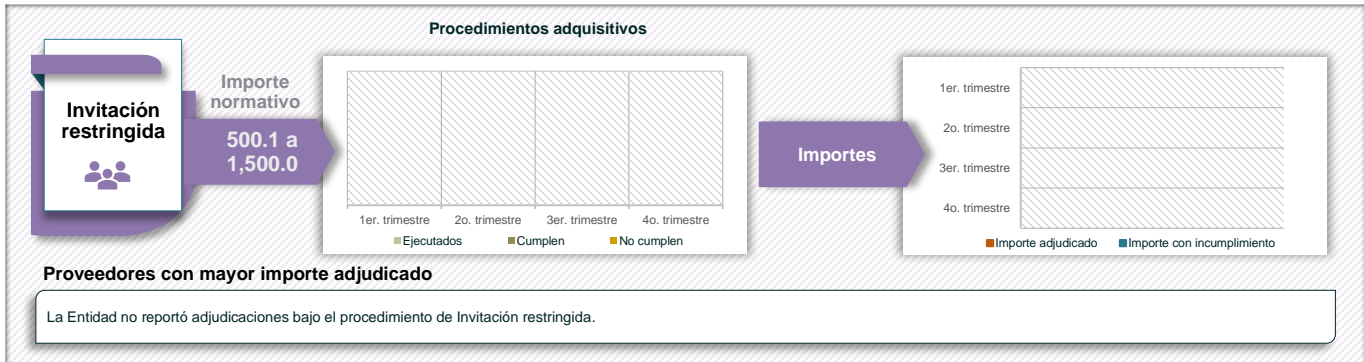 Procedimientos adquisitivos
Invitación
restringida
Importe
normativo
500.1 a
1,500.0
1er. trimestre
2o. trimestre
3er. trimestre
4o. trimestre
Ejecutados
Cumplen
No cumplen
Importes
1er. trimestre
2o. trimestre
3er. trimestre
4o. trimestre
Importe adjudicado
Importe con incumplimiento
Proveedores con mayor importe adjudicado
La Entidad no reportó adjudicaciones bajo el procedimiento de Invitación restringida.